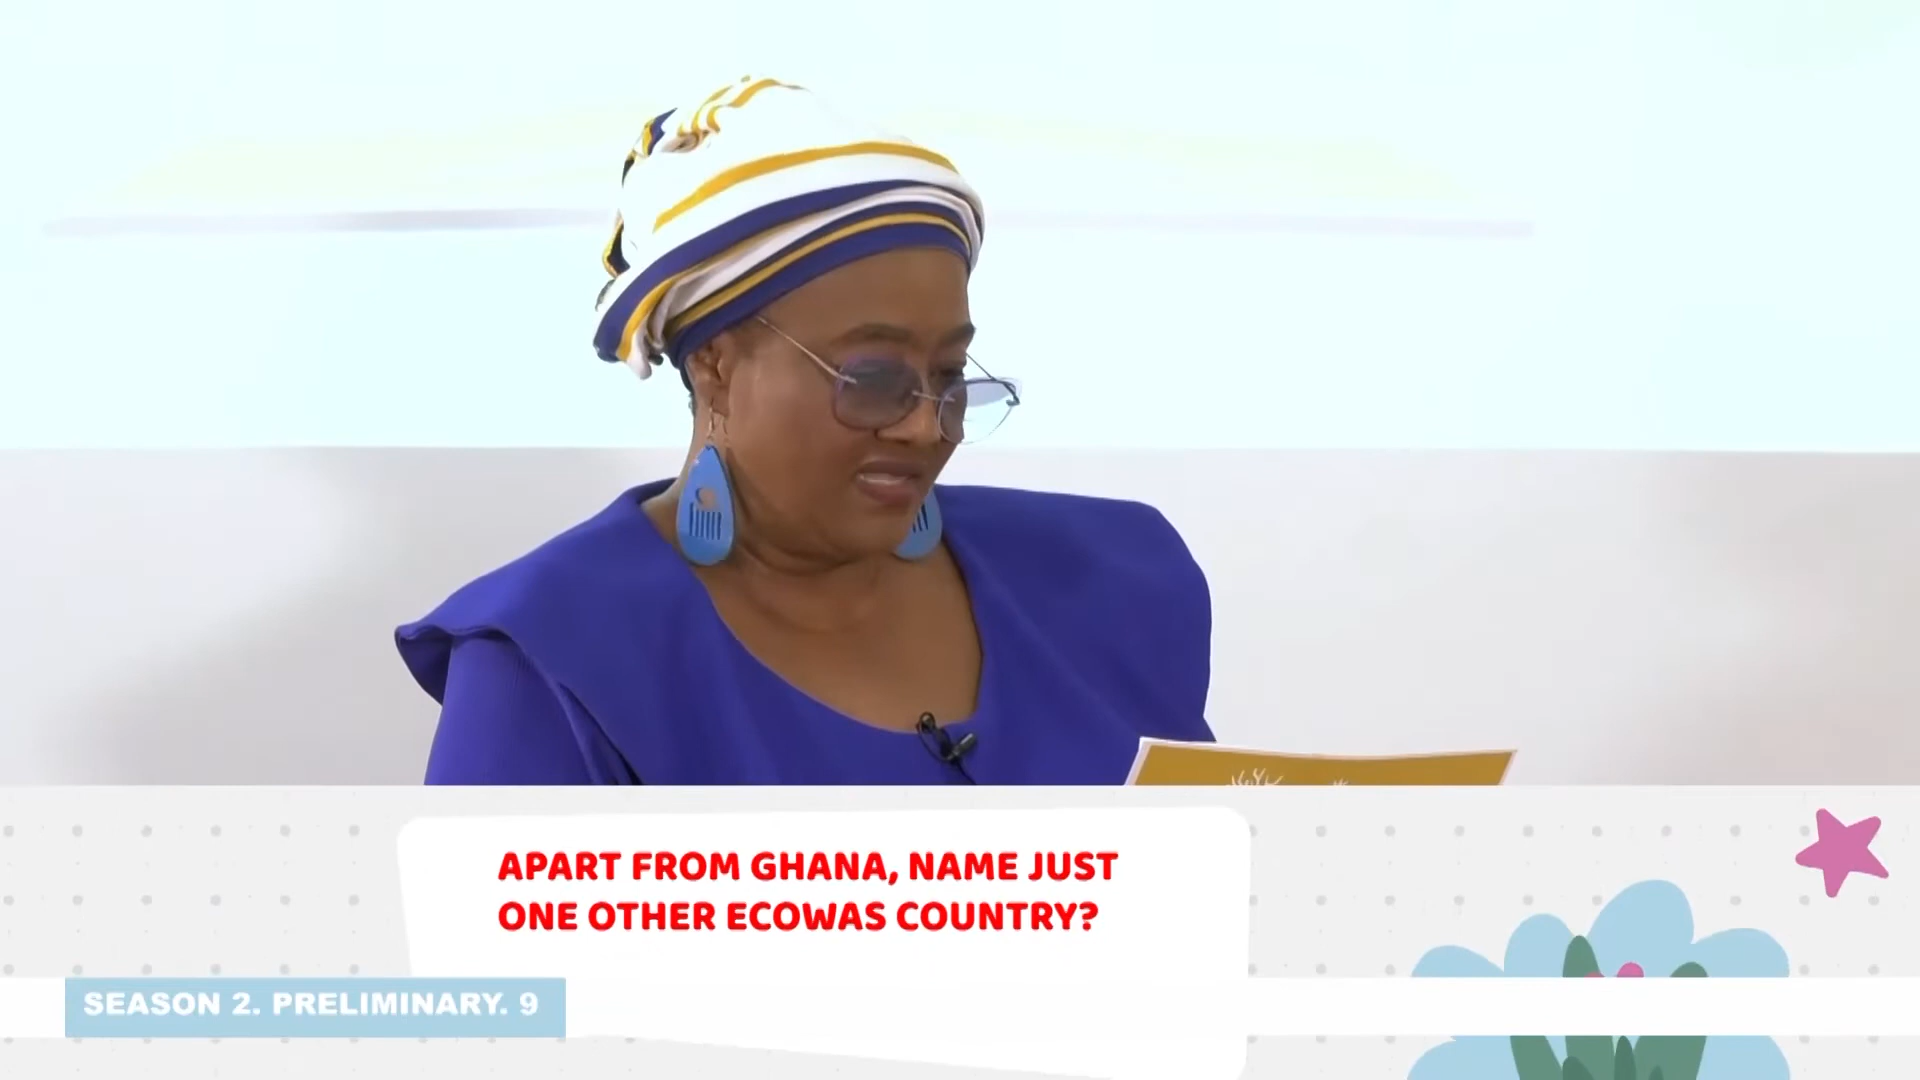 APART FROM GHANA, NAME JUST
ONE OTHER ECOWAS COUNTRY?
SEASON 2. PRELIMINARY. 9